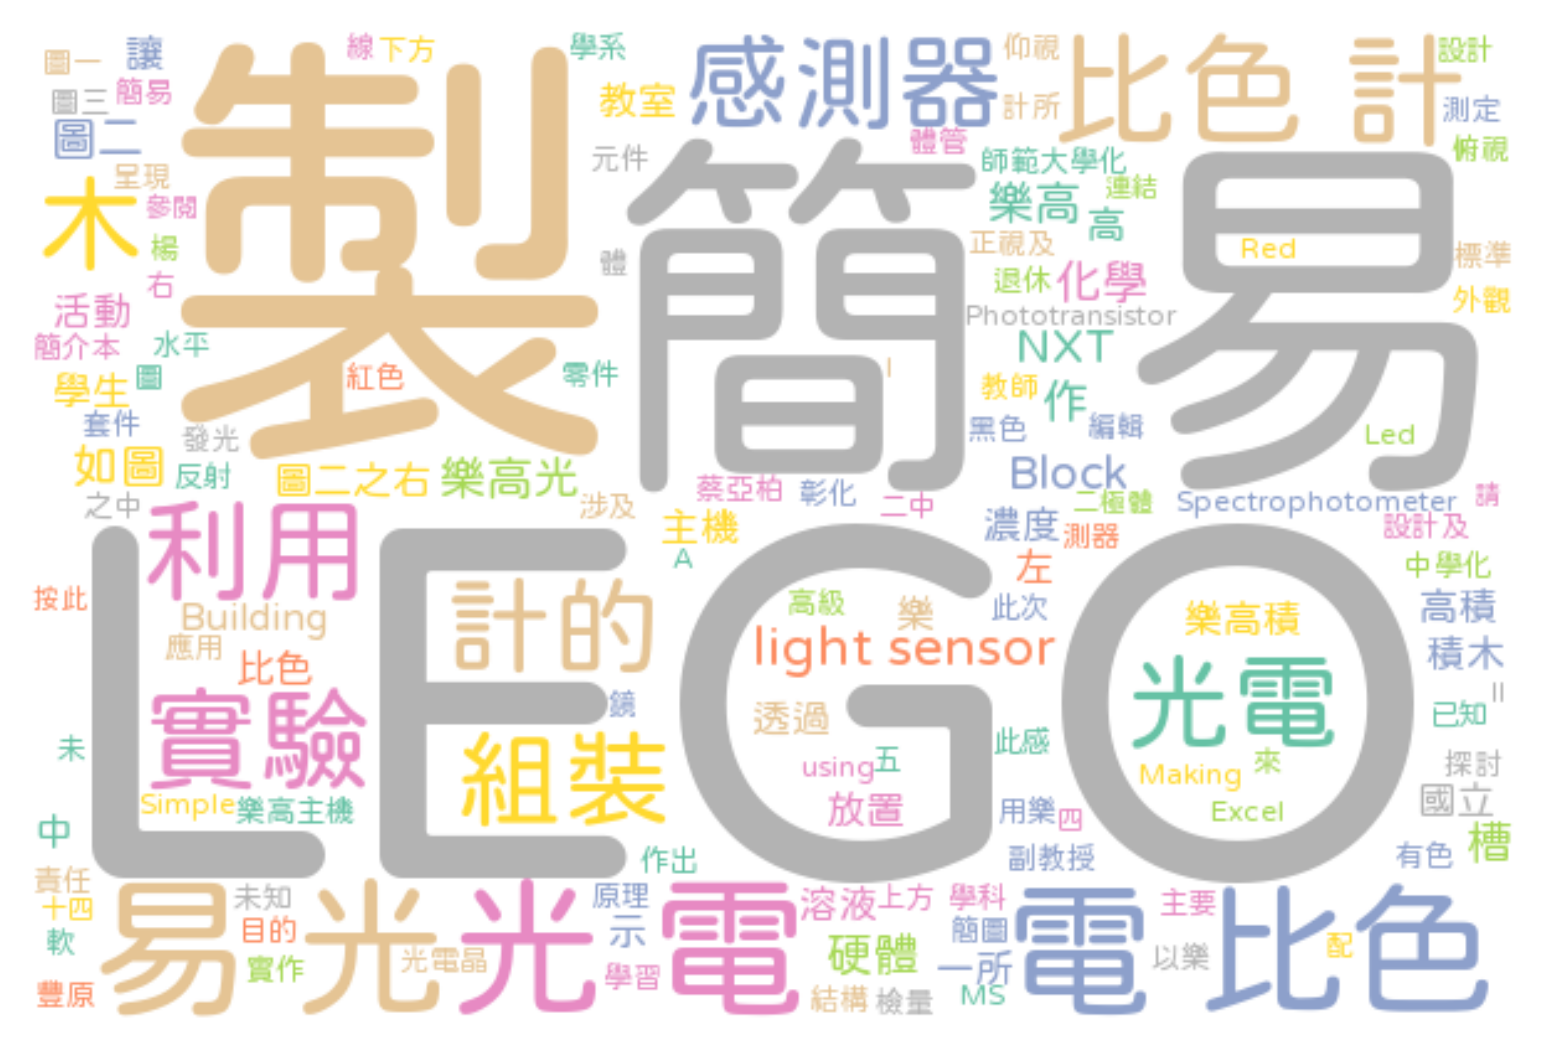 圖一 讓 線 下方 學系 感測器 仰視 比色 計 設計
圖三 簡易 製 教室 計所 測定
圖二 元件 體管 師範大學化 俯視
呈現 簡 易 樂高 連結
木 參閱 高
楊 體 正視及 Red 標準
右 退休 化學 外觀
活動 Phototransistor
簡介本 水平 NXT
學生 圖 紅色 零件 I 教師 作
套件 發光 黑色 編輯 Led
如圖 反射 圖二之右 樂高光 Block
之中 涉及 蔡亞柏 彰化 二中 二極體 Spectrophotometer 請
利用 主機 濃度 測器 設計及
LEGO A 左 中學化
按此 Building 計的 高級 樂 此次 樂高積 高積
應用 比色 light sensor 積木
實驗 鏡 透過 光電 II
未 組裝 此感 已知
using 五 Making 來 探討
Simple 樂高主機 放置 用樂 四 Excel 國立
中 作出 副教授 有色 槽
責任 易 未知 光 光 原理 電 溶液 上方 學科 電 主要 比色
十四 目的 示 簡圖 配
軟 實作 光電晶 學習 硬體 一所 以樂
豐原 結構 檢量 MS